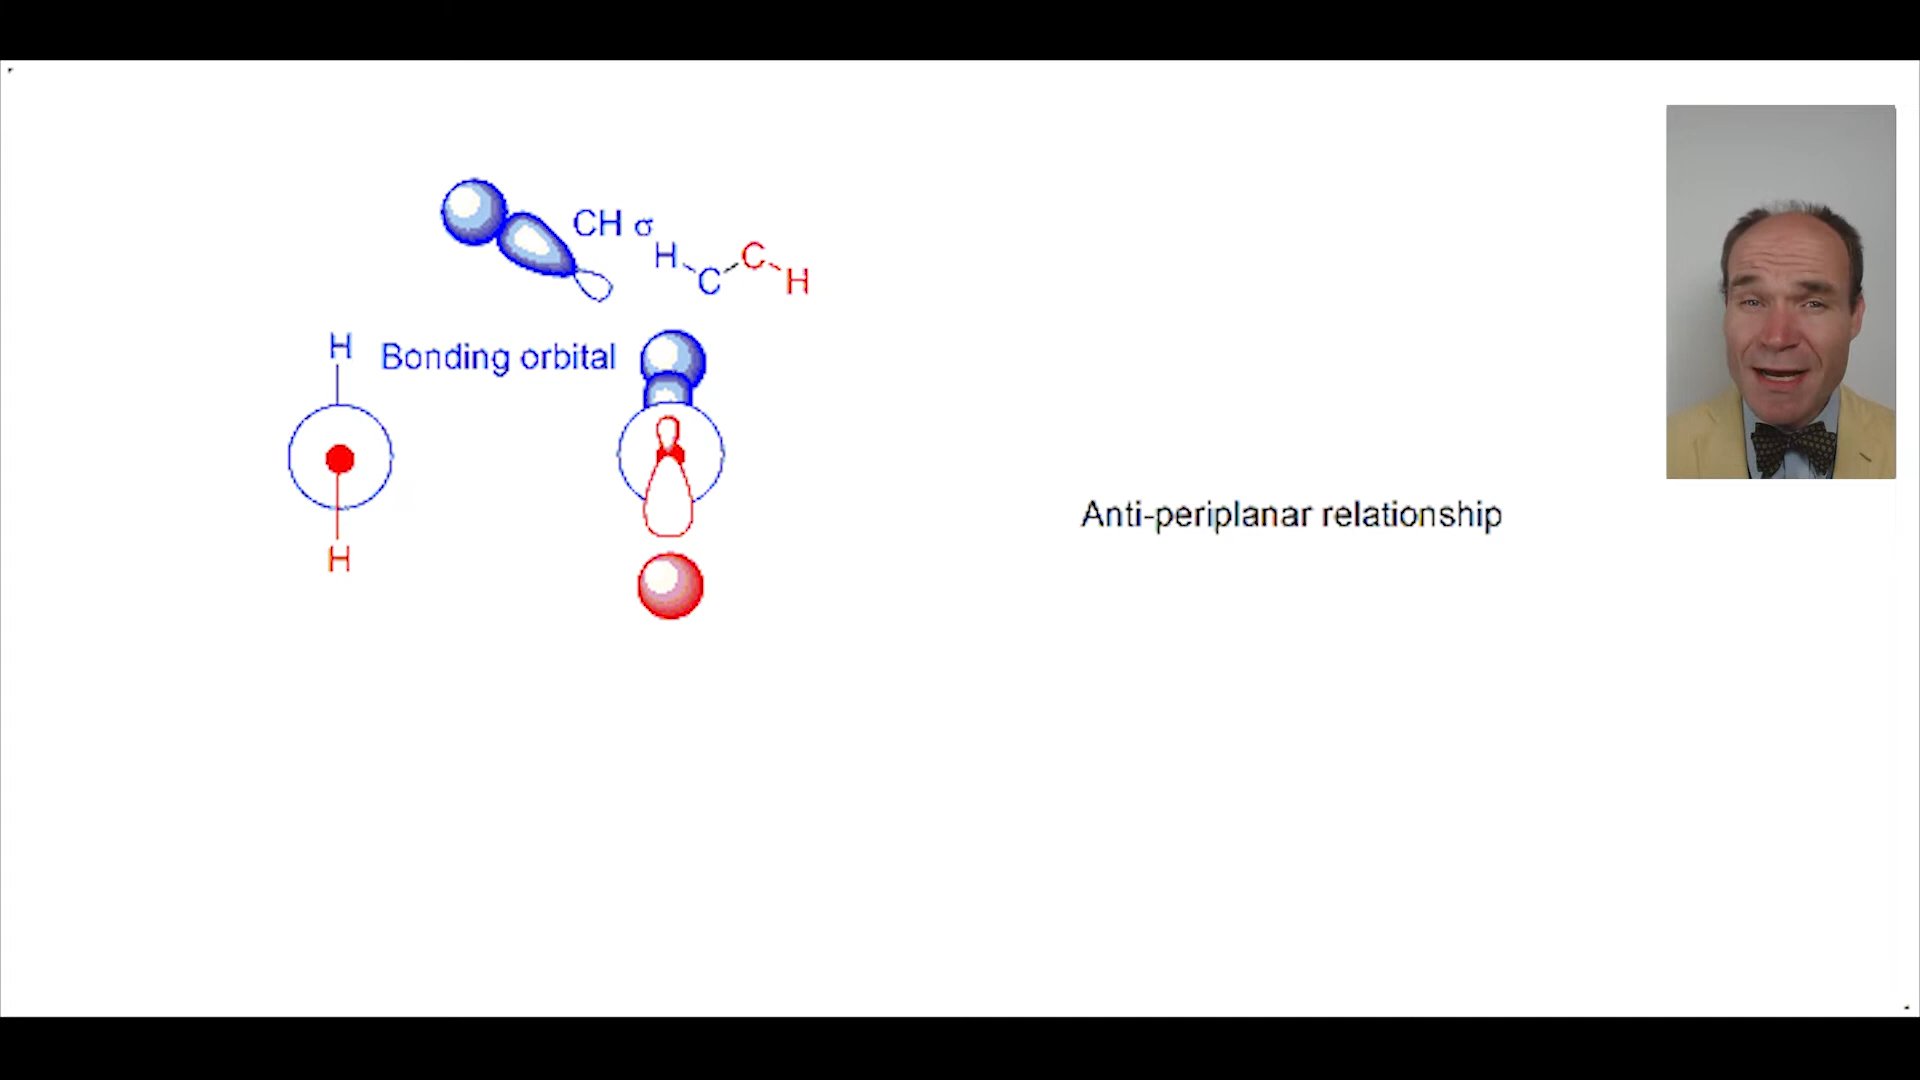 CH σ
H C C H
H
Bonding orbital
Anti-periplanar relationship
H